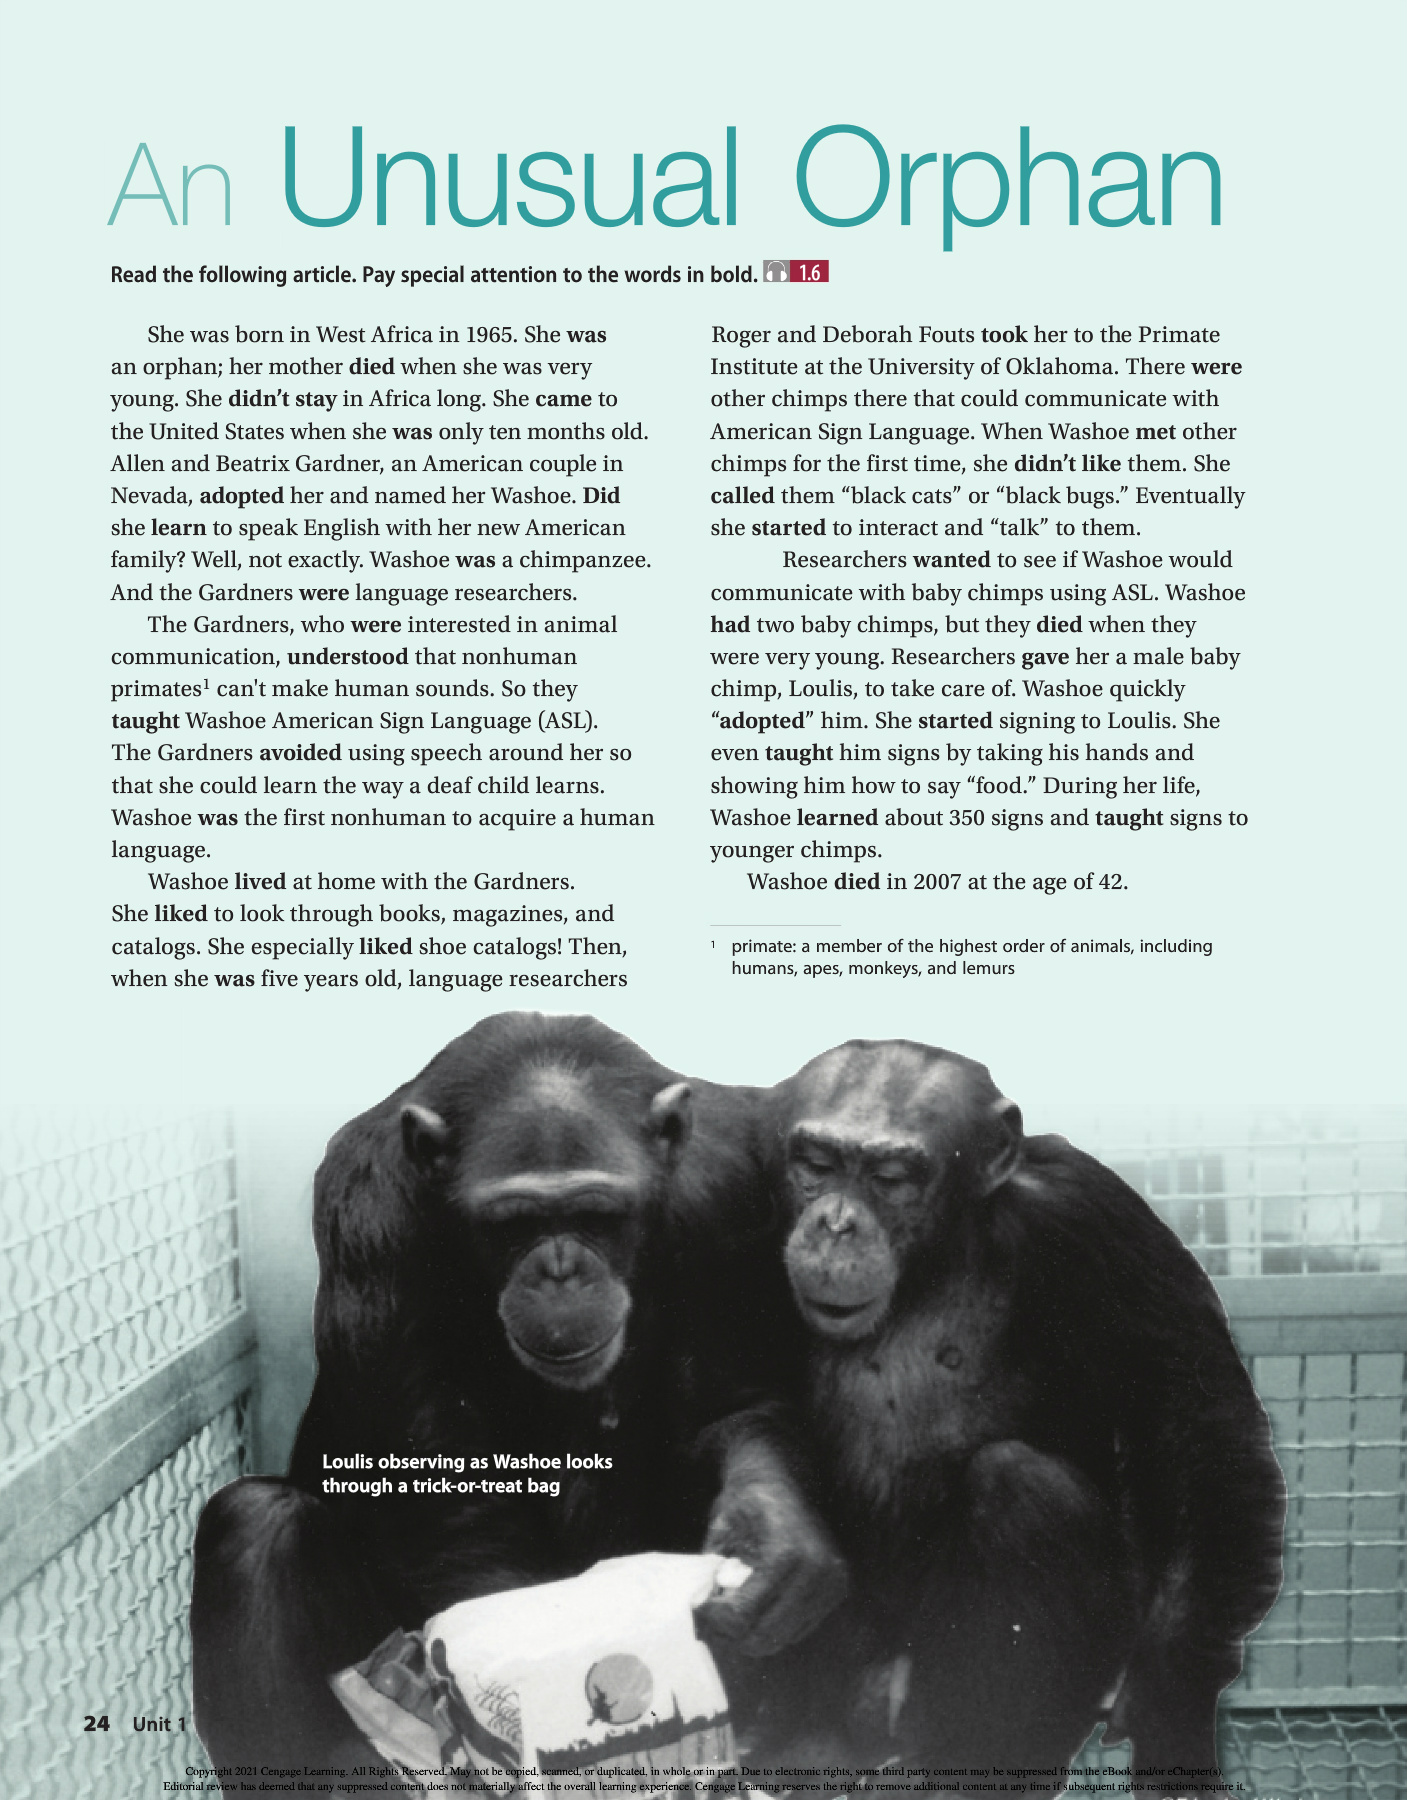 An Unusual Orphan
Read the following article. Pay special attention to the words in bold. 1.6
She was born in West Africa in 1965. She was
an orphan; her mother died when she was very
young. She didn’t stay in Africa long. She came to
the United States when she was only ten months old.
Allen and Beatrix Gardner, an American couple in
Nevada, adopted her and named her Washoe. Did
she learn to speak English with her new American
family? Well, not exactly. Washoe was a chimpanzee.
And the Gardners were language researchers.
The Gardners, who were interested in animal
communication, understood that nonhuman
primates¹ can't make human sounds. So they
taught Washoe American Sign Language (ASL).
The Gardners avoided using speech around her so
that she could learn the way a deaf child learns.
Washoe was the first nonhuman to acquire a human
language.
Washoe lived at home with the Gardners.
She liked to look through books, magazines, and
catalogs. She especially liked shoe catalogs! Then,
when she was five years old, language researchers
Roger and Deborah Fouts took her to the Primate
Institute at the University of Oklahoma. There were
other chimps there that could communicate with
American Sign Language. When Washoe met other
chimps for the first time, she didn’t like them. She
called them “black cats” or “black bugs.” Eventually
she started to interact and “talk” to them.
Researchers wanted to see if Washoe would
communicate with baby chimps using ASL. Washoe
had two baby chimps, but they died when they
were very young. Researchers gave her a male baby
chimp, Loulis, to take care of. Washoe quickly
“adopted” him. She started signing to Loulis. She
even taught him signs by taking his hands and
showing him how to say “food.” During her life,
Washoe learned about 350 signs and taught signs to
younger chimps.
Washoe died in 2007 at the age of 42.
¹ primate: a member of the highest order of animals, including
humans, apes, monkeys, and lemurs
Loulis observing as Washoe looks
through a trick-or-treat bag
24 Unit 1
Copyright 2021 Cengage Learning. All Rights Reserved. May not be copied, scanned, or duplicated, in whole or in part. Due to electronic rights, some third party content may be suppressed from the eBook and/or eChapter(s).
Editorial review has deemed that any suppressed content does not materially affect the overall learning experience. Cengage Learning reserves the right to remove additional content at any time if subsequent rights restrictions require it.